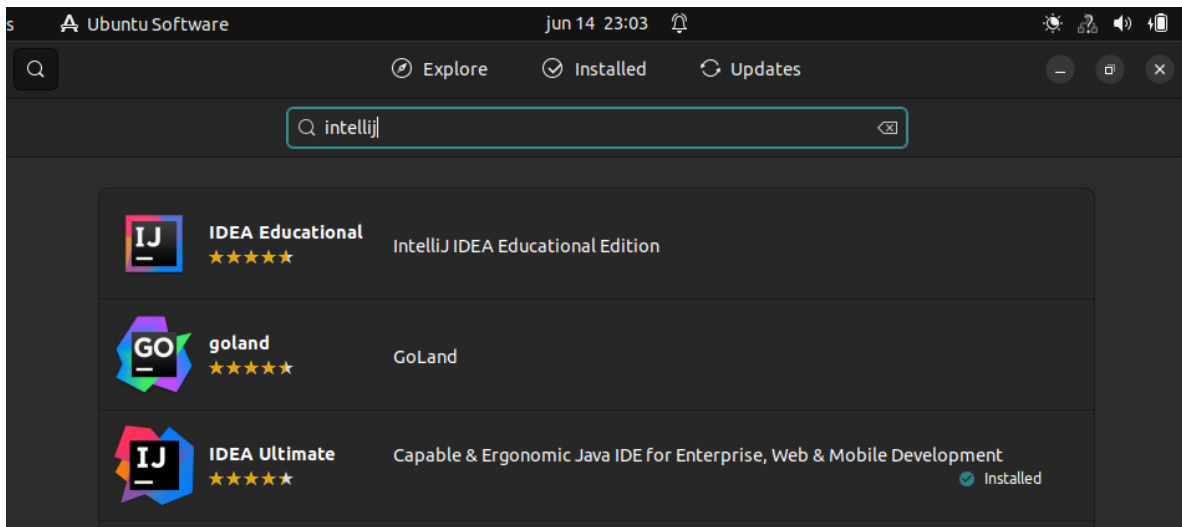 s Ubuntu Software jun 14 23:03
Explore Installed Updates
intellij
IJ
IDEA Educational
IntelliJ IDEA Educational Edition
GO
goland
GoLand
IJ
IDEA Ultimate
Capable & Ergonomic Java IDE for Enterprise, Web & Mobile Development
Installed